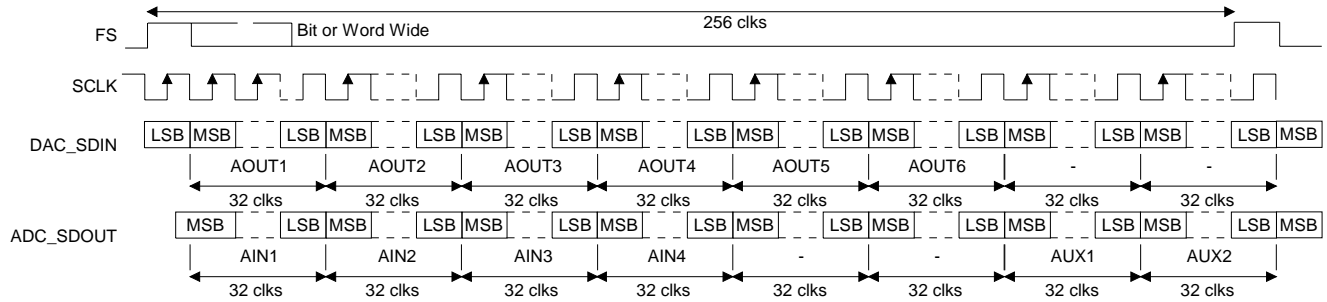 256 clks
FS
Bit or Word Wide
SCLK
DAC_SDIN
LSB MSB LSB MSB LSB MSB LSB MSB LSB MSB LSB MSB LSB MSB LSB MSB LSB MSB
AOUT1 AOUT2 AOUT3 AOUT4 AOUT5 AOUT6 - -
32 clks 32 clks 32 clks 32 clks 32 clks 32 clks 32 clks 32 clks
ADC_SDOUT
MSB LSB MSB LSB MSB LSB MSB LSB MSB LSB MSB LSB MSB LSB MSB LSB MSB
AIN1 AIN2 AIN3 AIN4 - - AUX1 AUX2
32 clks 32 clks 32 clks 32 clks 32 clks 32 clks 32 clks 32 clks